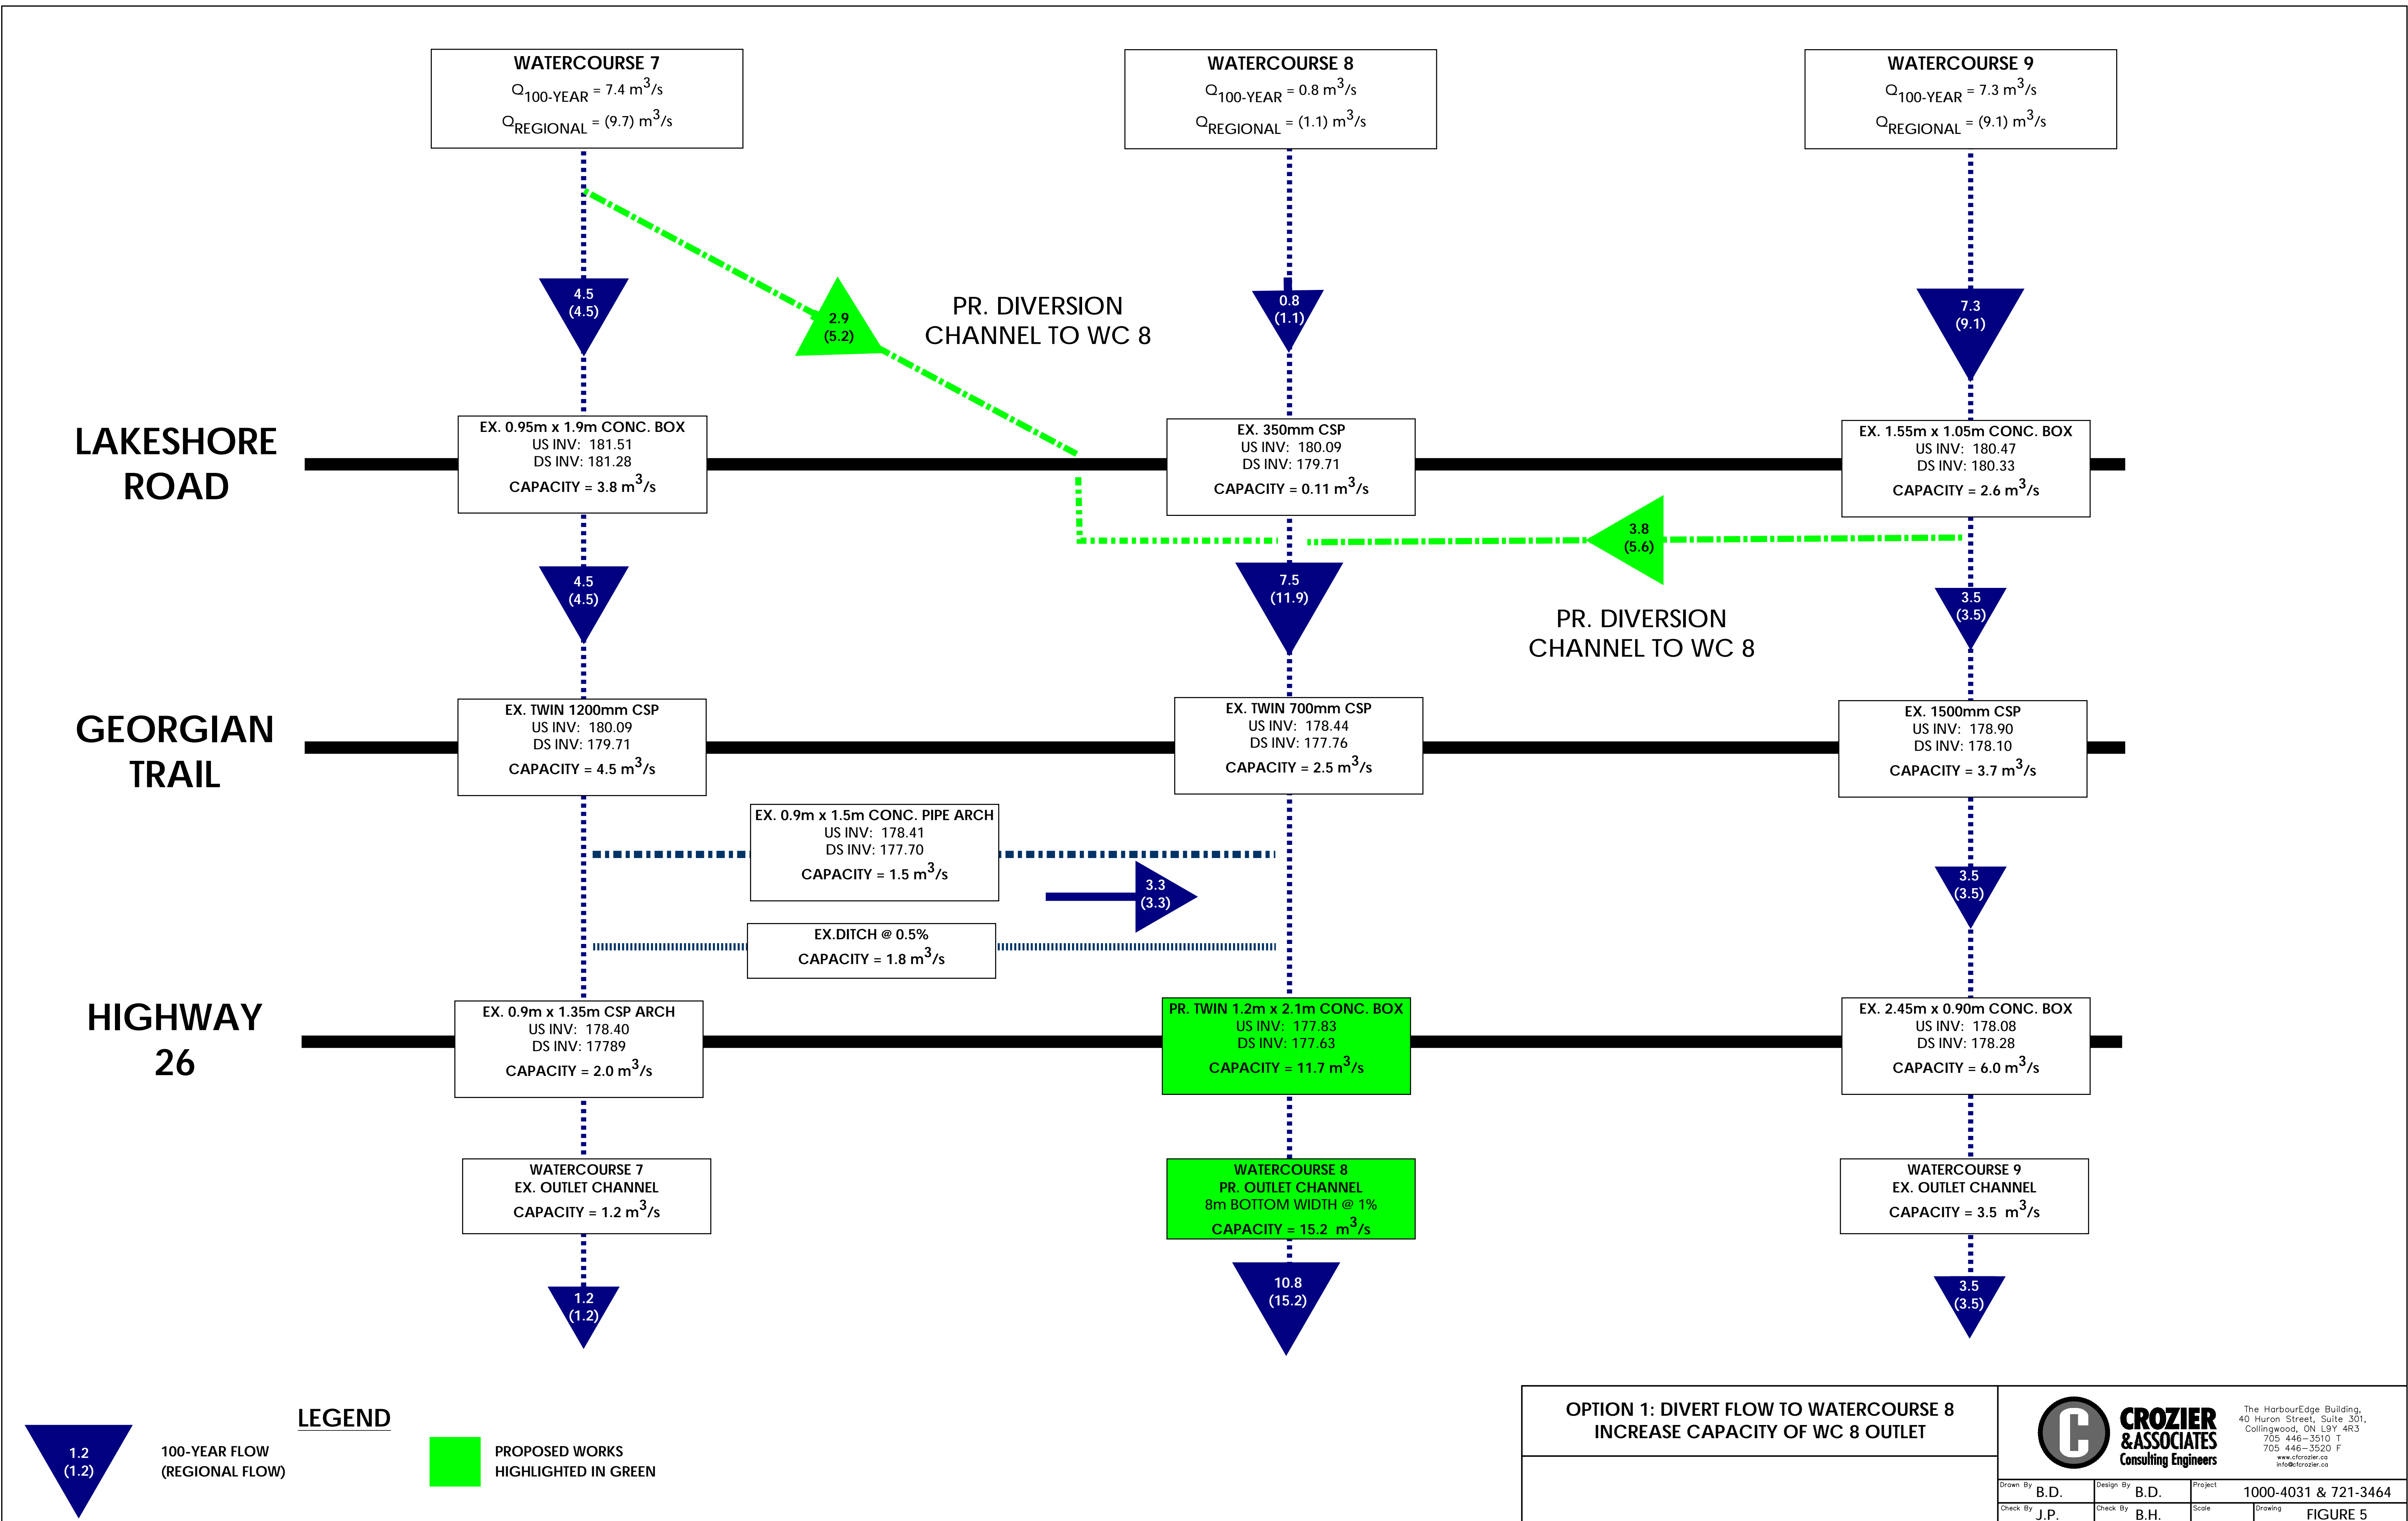 WATERCOURSE 7
Q100-YEAR = 7.4 m3/s
QREGIONAL = (9.7) m3/s
WATERCOURSE 8
Q100-YEAR = 0.8 m3/s
QREGIONAL = (1.1) m3/s
WATERCOURSE 9
Q100-YEAR = 7.3 m3/s
QREGIONAL = (9.1) m3/s
4.5
(4.5)
2.9
(5.2)
PR. DIVERSION
CHANNEL TO WC 8
0.8
(1.1)
7.3
(9.1)
LAKESHORE
ROAD
EX. 0.95m x 1.9m CONC. BOX
US INV: 181.51
DS INV: 181.28
CAPACITY = 3.8 m3/s
EX. 350mm CSP
US INV: 180.09
DS INV: 179.71
CAPACITY = 0.11 m3/s
EX. 1.55m x 1.05m CONC. BOX
US INV: 180.47
DS INV: 180.33
CAPACITY = 2.6 m3/s
3.8
(5.6)
4.5
(4.5)
7.5
(11.9)
3.5
(3.5)
PR. DIVERSION
CHANNEL TO WC 8
GEORGIAN
TRAIL
EX. TWIN 1200mm CSP
US INV: 180.09
DS INV: 179.71
CAPACITY = 4.5 m3/s
EX. TWIN 700mm CSP
US INV: 178.44
DS INV: 177.76
CAPACITY = 2.5 m3/s
EX. 1500mm CSP
US INV: 178.90
DS INV: 178.10
CAPACITY = 3.7 m3/s
EX. 0.9m x 1.5m CONC. PIPE ARCH
US INV: 178.41
DS INV: 177.70
CAPACITY = 1.5 m3/s
3.3
(3.3)
3.5
(3.5)
EX.DITCH @ 0.5%
CAPACITY = 1.8 m3/s
HIGHWAY
26
EX. 0.9m x 1.35m CSP ARCH
US INV: 178.40
DS INV: 17789
CAPACITY = 2.0 m3/s
PR. TWIN 1.2m x 2.1m CONC. BOX
US INV: 177.83
DS INV: 177.63
CAPACITY = 11.7 m3/s
EX. 2.45m x 0.90m CONC. BOX
US INV: 178.08
DS INV: 178.28
CAPACITY = 6.0 m3/s
WATERCOURSE 7
EX. OUTLET CHANNEL
CAPACITY = 1.2 m3/s
WATERCOURSE 8
PR. OUTLET CHANNEL
8m BOTTOM WIDTH @ 1%
CAPACITY = 15.2 m3/s
WATERCOURSE 9
EX. OUTLET CHANNEL
CAPACITY = 3.5 m3/s
1.2
(1.2)
10.8
(15.2)
3.5
(3.5)
LEGEND
1.2
(1.2)
100-YEAR FLOW
(REGIONAL FLOW)
PROPOSED WORKS
HIGHLIGHTED IN GREEN
OPTION 1: DIVERT FLOW TO WATERCOURSE 8
INCREASE CAPACITY OF WC 8 OUTLET
C
CROZIER
&ASSOCIATES
Consulting Engineers
The HarbourEdge Building,
40 Huron Street, Suite 301,
Collingwood, ON L9Y 4R3
705 446-3510 T
705 446-3520 F
www.cfcrozier.ca
info@cfcrozier.ca
Drawn By B.D.
Design By B.D.
Project 1000-4031 & 721-3464
Check By J.P.
Check By B.H.
Scale
Drawing FIGURE 5